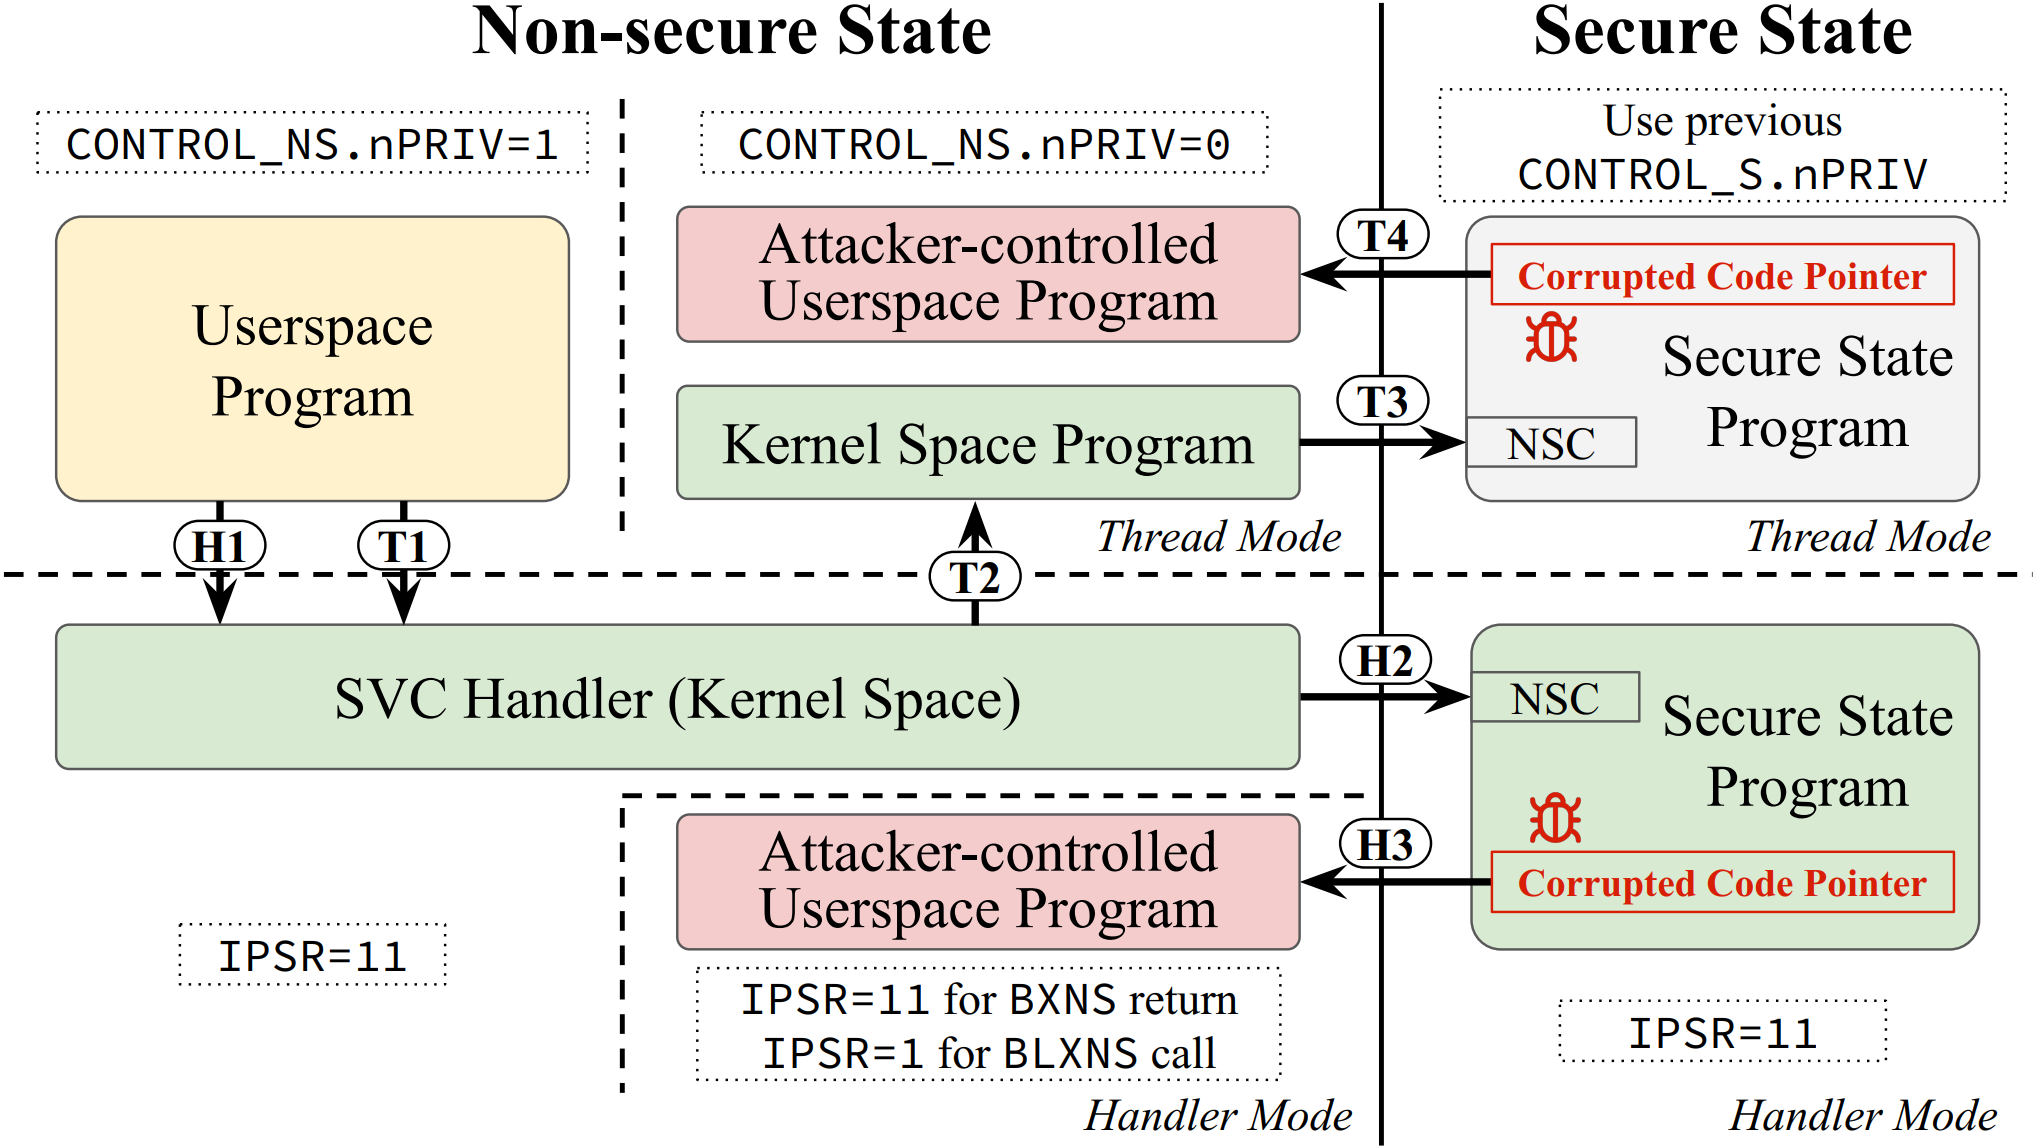 Non-secure State
Secure State
CONTROL_NS.nPRIV=1
CONTROL_NS.nPRIV=0
Use previous
CONTROL_S.nPRIV
Userspace
Program
Attacker-controlled
Userspace Program
T4
Corrupted Code Pointer
Secure State
Program
Kernel Space Program
T3
NSC
Thread Mode
Thread Mode
H1
T1
T2
SVC Handler (Kernel Space)
H2
NSC
Secure State
Program
Attacker-controlled
Userspace Program
H3
Corrupted Code Pointer
IPSR=11
IPSR=11 for BXNS return
IPSR=1 for BLXNS call
IPSR=11
Handler Mode
Handler Mode